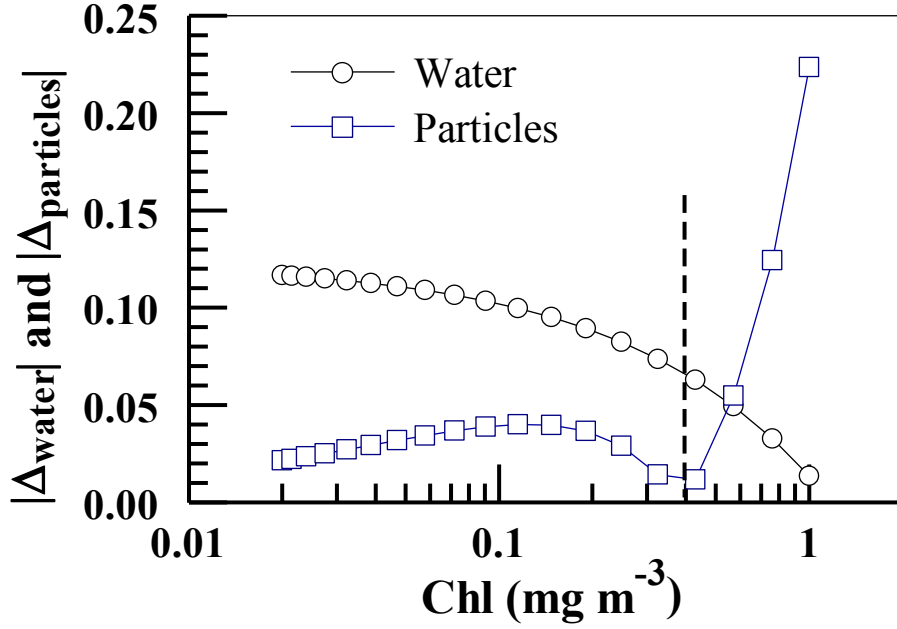 0.25
0.20
0.15
0.10
0.05
0.00
|Δwater| and |Δparticles|
Water
Particles
0.01
0.1
1
Chl (mg m-3)